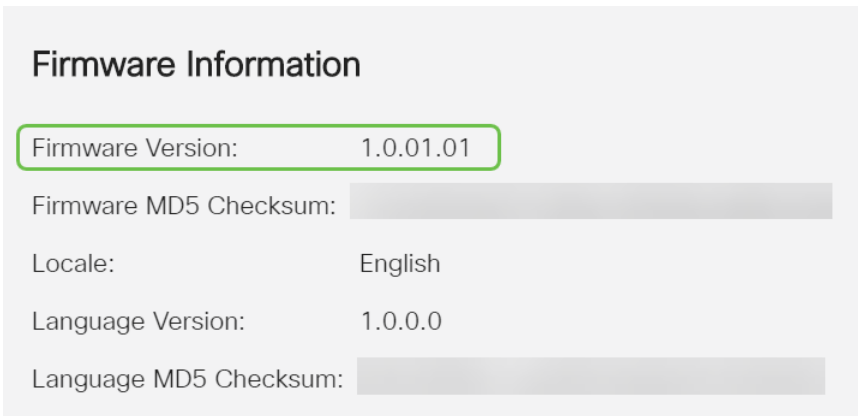 Firmware Information
Firmware Version: 1.0.01.01
Firmware MD5 Checksum:
Locale: English
Language Version: 1.0.0.0
Language MD5 Checksum: